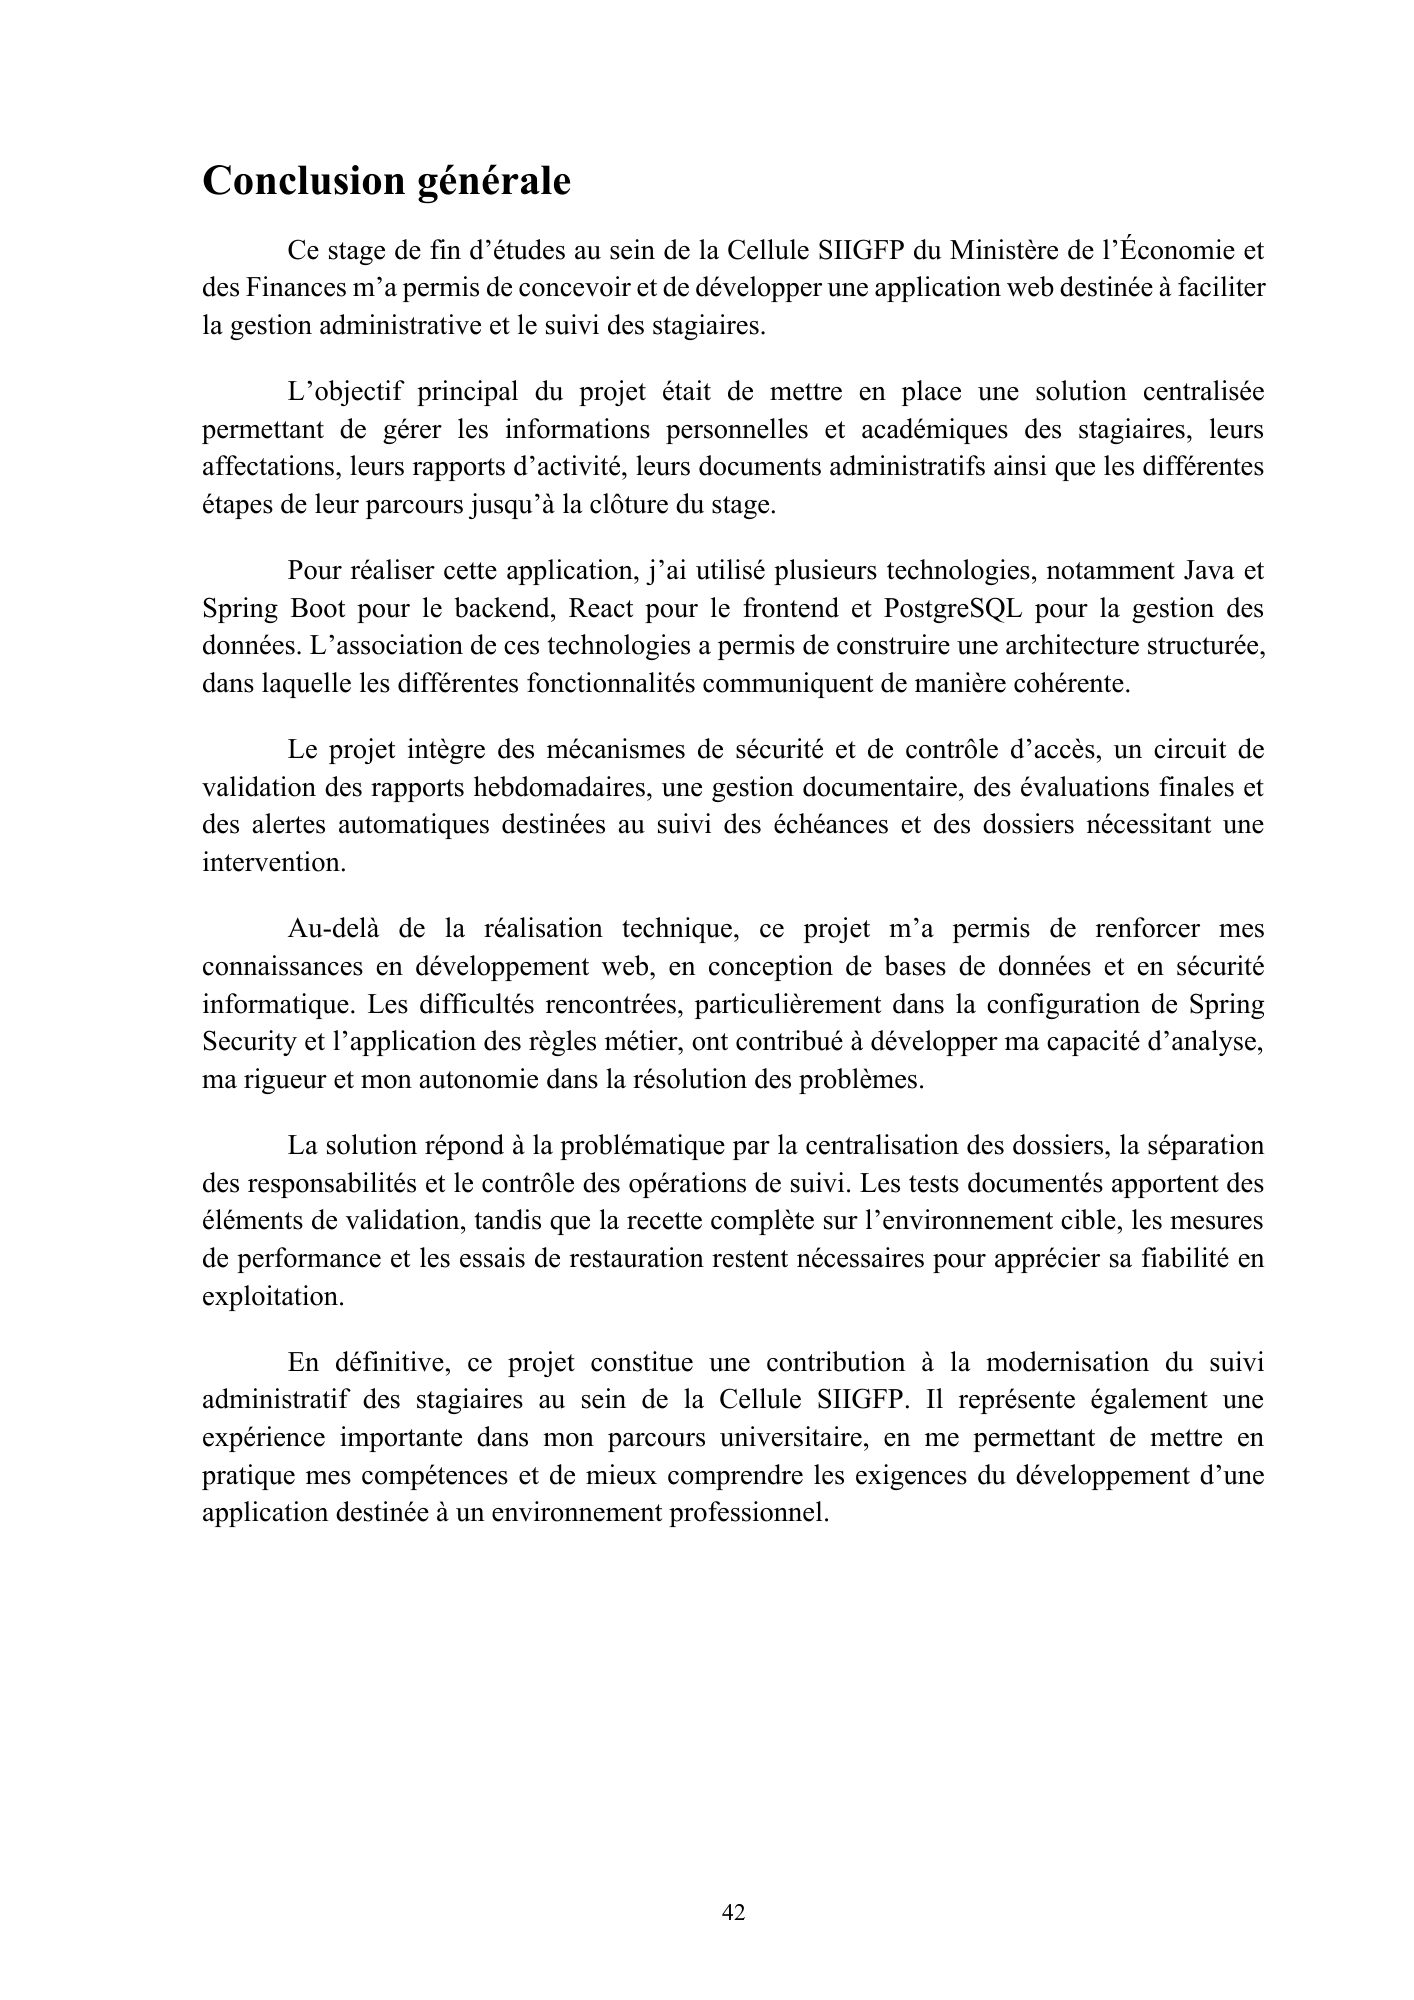 Conclusion générale
Ce stage de fin d’études au sein de la Cellule SIIGFP du Ministère de l’Économie et
des Finances m’a permis de concevoir et de développer une application web destinée à faciliter
la gestion administrative et le suivi des stagiaires.
L’objectif principal du projet était de mettre en place une solution centralisée
permettant de gérer les informations personnelles et académiques des stagiaires, leurs
affectations, leurs rapports d’activité, leurs documents administratifs ainsi que les différentes
étapes de leur parcours jusqu’à la clôture du stage.
Pour réaliser cette application, j’ai utilisé plusieurs technologies, notamment Java et
Spring Boot pour le backend, React pour le frontend et PostgreSQL pour la gestion des
données. L’association de ces technologies a permis de construire une architecture structurée,
dans laquelle les différentes fonctionnalités communiquent de manière cohérente.
Le projet intègre des mécanismes de sécurité et de contrôle d’accès, un circuit de
validation des rapports hebdomadaires, une gestion documentaire, des évaluations finales et
des alertes automatiques destinées au suivi des échéances et des dossiers nécessitant une
intervention.
Au-delà de la réalisation technique, ce projet m’a permis de renforcer mes
connaissances en développement web, en conception de bases de données et en sécurité
informatique. Les difficultés rencontrées, particulièrement dans la configuration de Spring
Security et l’application des règles métier, ont contribué à développer ma capacité d’analyse,
ma rigueur et mon autonomie dans la résolution des problèmes.
La solution répond à la problématique par la centralisation des dossiers, la séparation
des responsabilités et le contrôle des opérations de suivi. Les tests documentés apportent des
éléments de validation, tandis que la recette complète sur l’environnement cible, les mesures
de performance et les essais de restauration restent nécessaires pour apprécier sa fiabilité en
exploitation.
En définitive, ce projet constitue une contribution à la modernisation du suivi
administratif des stagiaires au sein de la Cellule SIIGFP. Il représente également une
expérience importante dans mon parcours universitaire, en me permettant de mettre en
pratique mes compétences et de mieux comprendre les exigences du développement d’une
application destinée à un environnement professionnel.
42